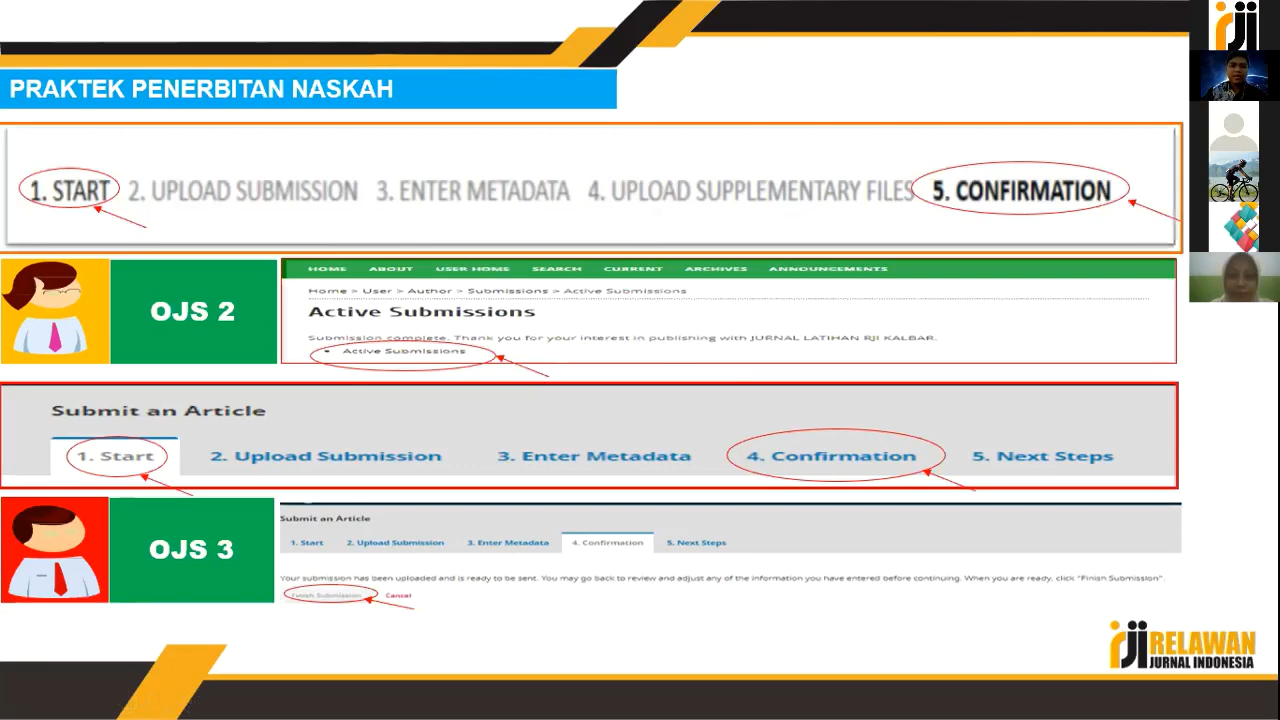 PRAKTEK PENERBITAN NASKAH
1. START 2. UPLOAD SUBMISSION 3. ENTER METADATA 4. UPLOAD SUPPLEMENTARY FILES 5. CONFIRMATION
OJS 2
HOME ABOUT USER HOME SEARCH CURRENT ARCHIVES ANNOUNCEMENTS
Home > User > Author > Submissions > Active Submissions
Active Submissions
Submission complete. Thank you for your interest in publishing with JURNAL LATIHAN RJI KALBAR.
• Active Submissions
Submit an Article
1. Start 2. Upload Submission 3. Enter Metadata 4. Confirmation 5. Next Steps
OJS 3
Submit an Article
1. Start 2. Upload Submission 3. Enter Metadata 4. Confirmation 5. Next Steps
Your submission has been uploaded and is ready to be sent. You may go back to review and adjust any of the information you have entered before continuing. When you are ready, click "Finish Submission".
Finish Submission Cancel
rji RELAWAN
JURNAL INDONESIA
rji